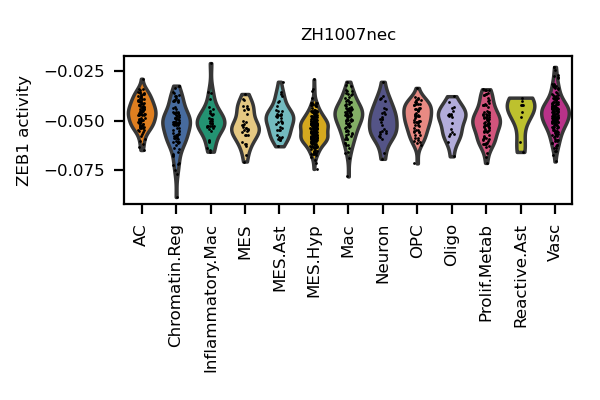 ZH1007nec
ZEB1 activity
−0.025
−0.050
−0.075
AC
Chromatin.Reg
Inflammatory.Mac
MES
MES.Ast
MES.Hyp
Mac
Neuron
OPC
Oligo
Prolif.Metab
Reactive.Ast
Vasc